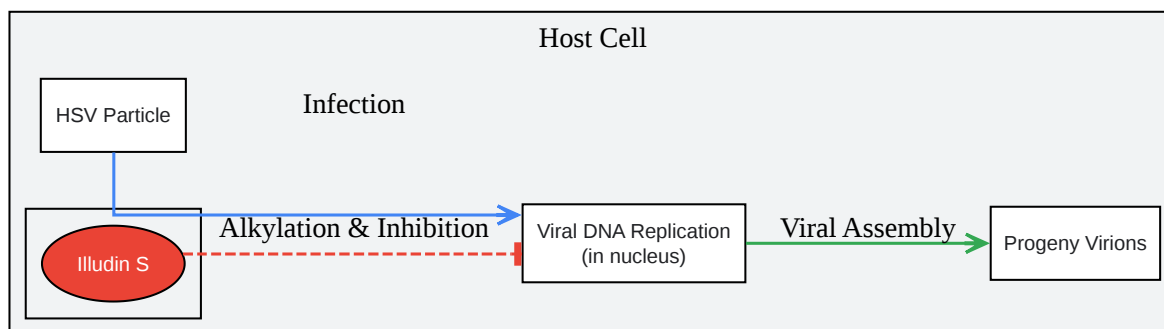 Host Cell
HSV Particle
Infection
Alkylation & Inhibition
Viral DNA Replication
(in nucleus)
Viral Assembly
Progeny Virions
Illudin S